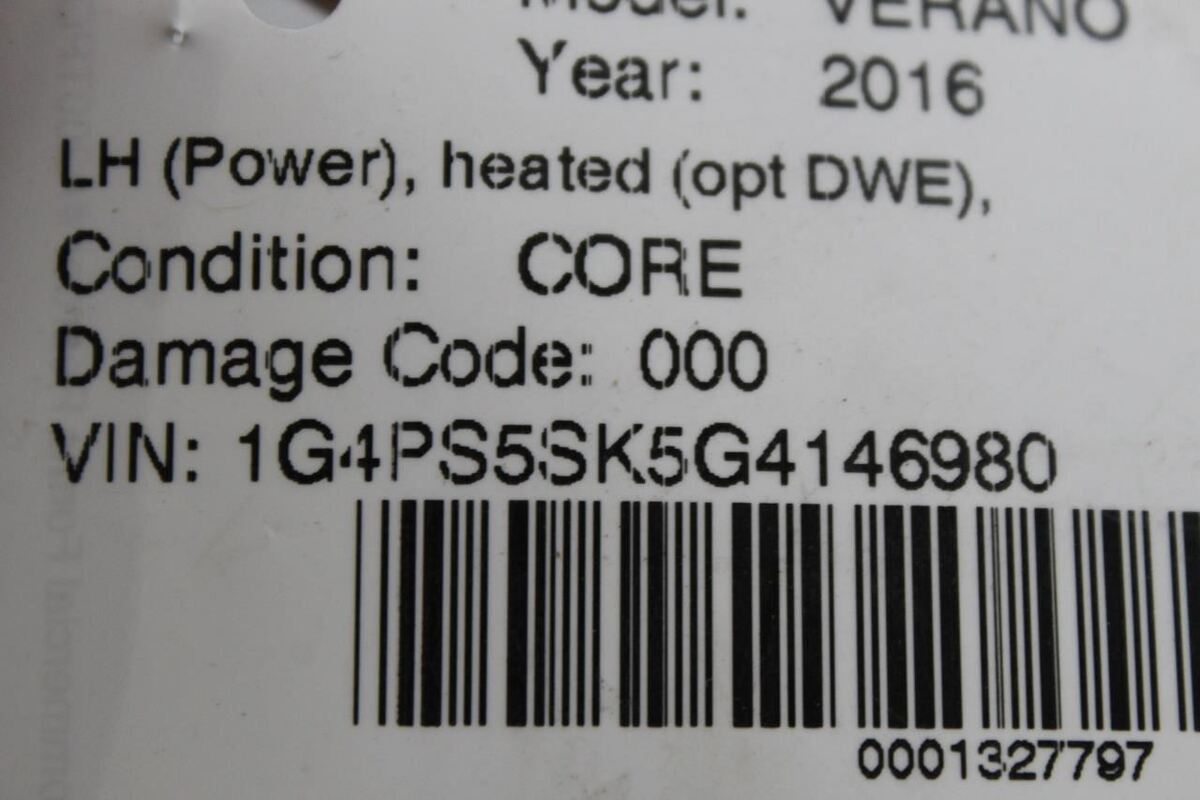 Model: VERANO
Year: 2016
LH (Power), heated (opt DWE),
Condition: CORE
Damage Code: 000
VIN: 1G4PS5SK5G4146980
0001327797